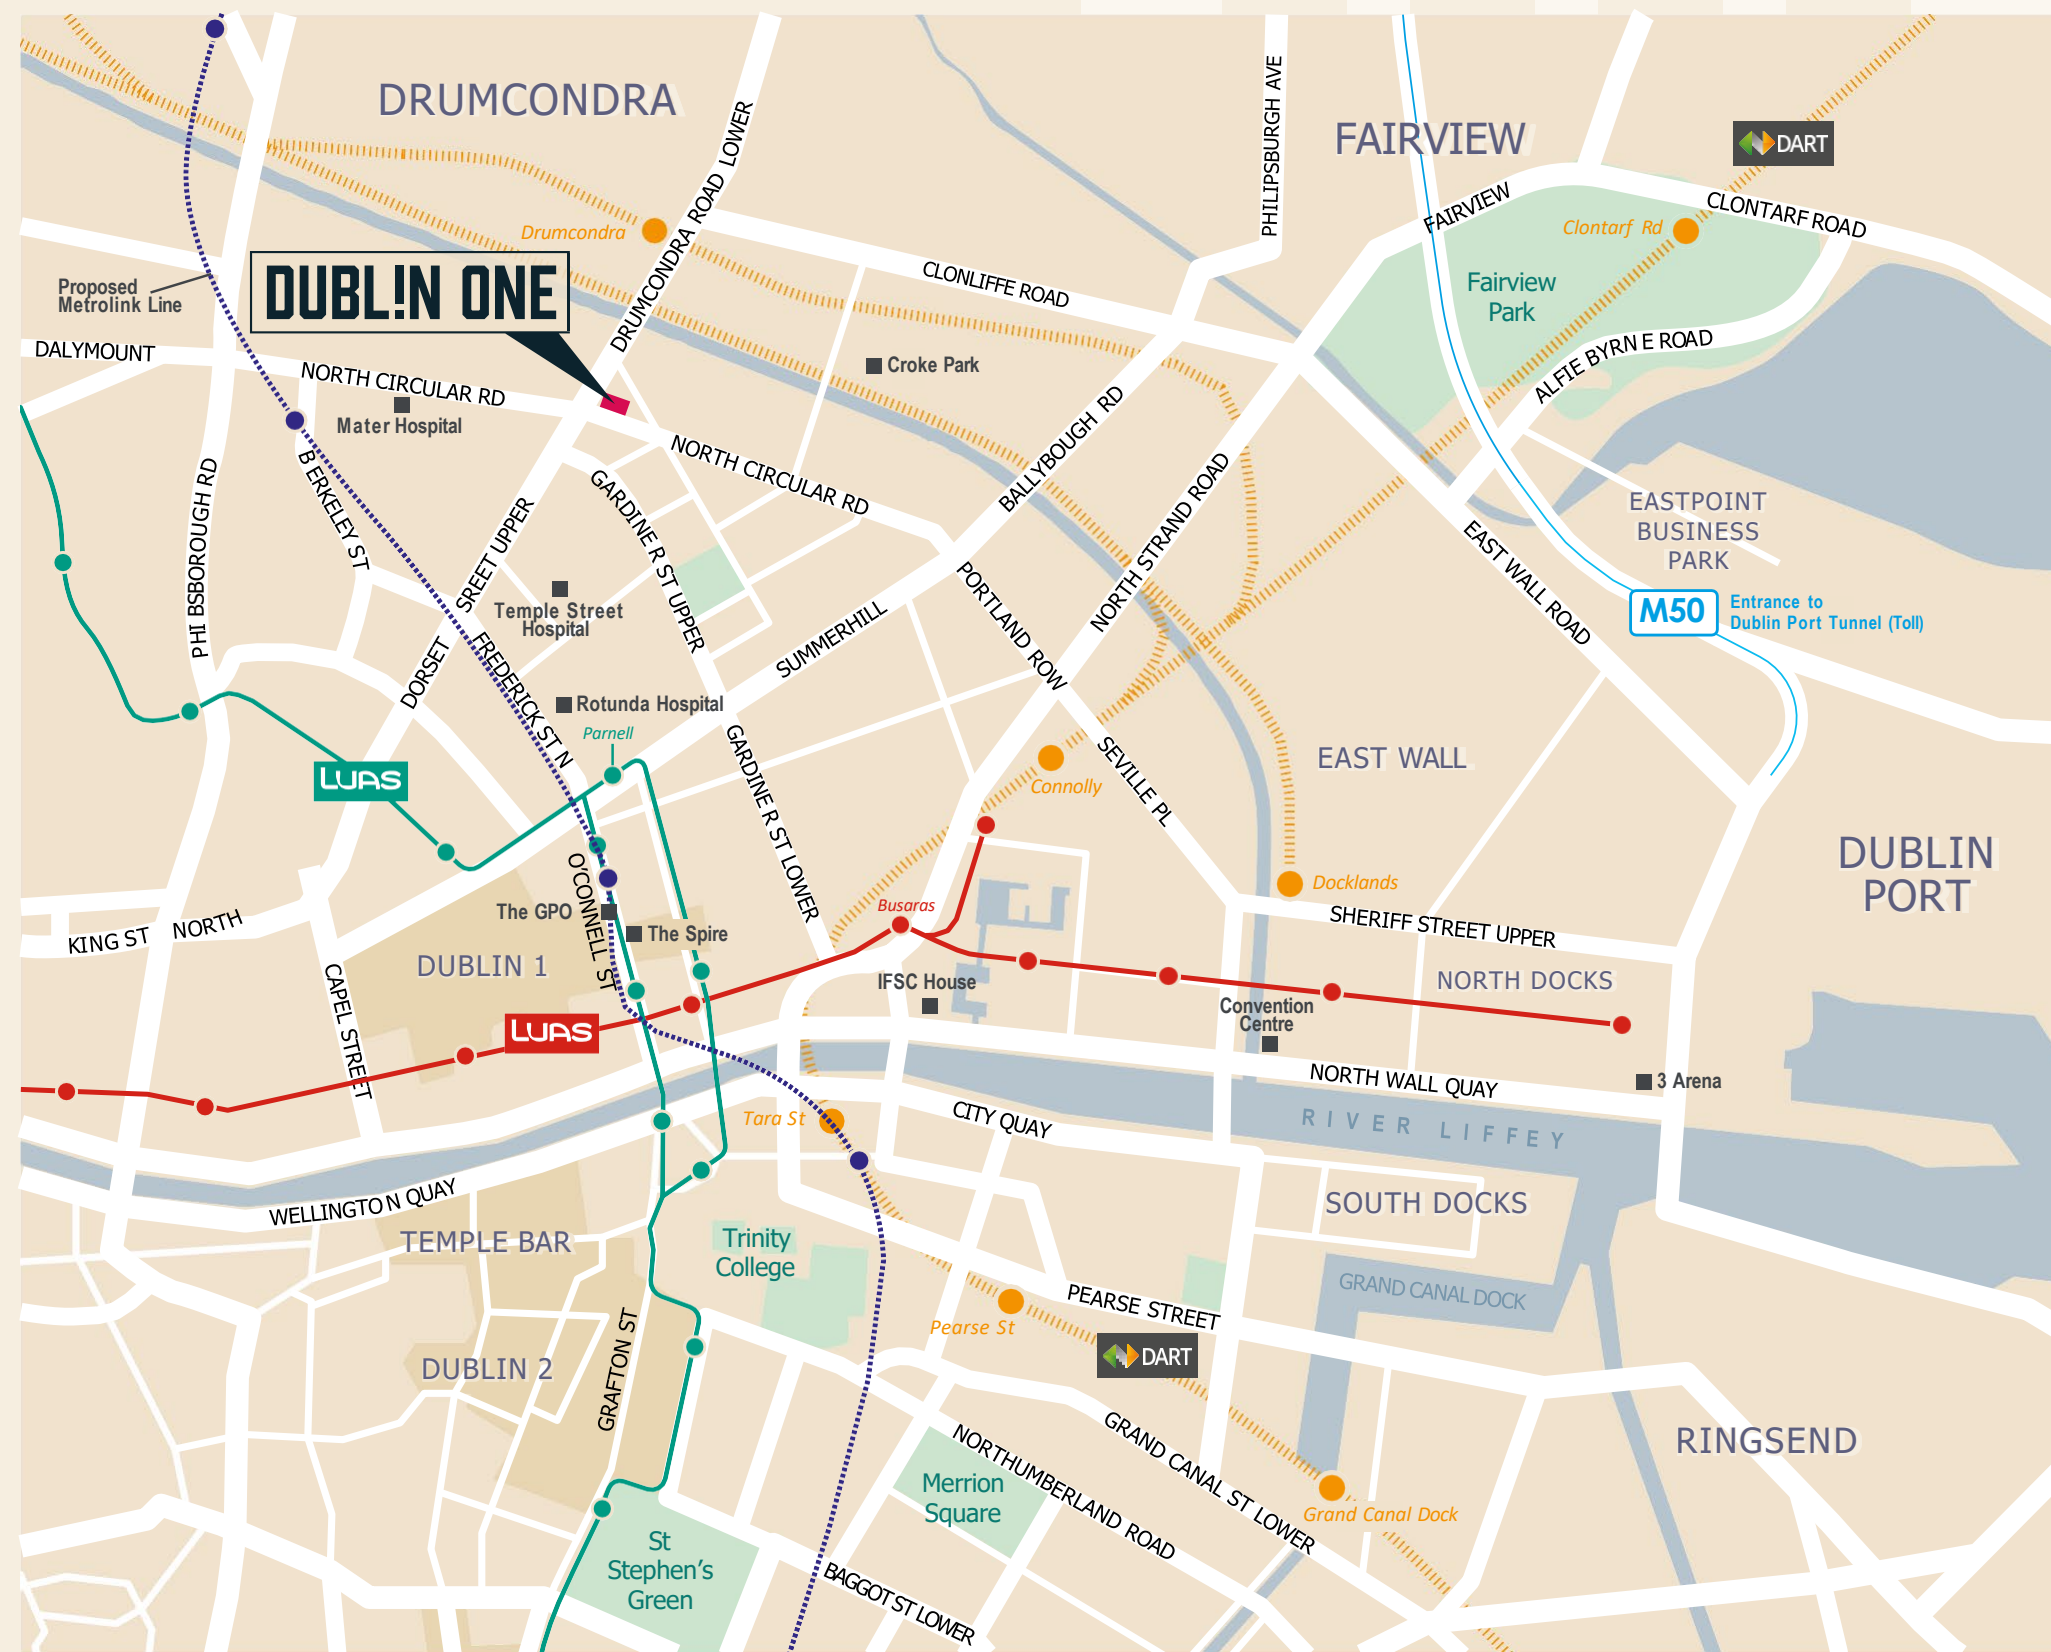 DRUMCONDRA
FAIRVIEW
DART
DRUMCONDRA ROAD LOWER
PHILIPSBURGH AVE
FAIRVIEW
CLONTARF ROAD
Clontarf Rd
Drumcondra
Fairview
Park
CLONLIFFE ROAD
Proposed
Metrolink Line
DUBL!N ONE
DALYMOUNT
NORTH CIRCULAR RD
Mater Hospital
Croke Park
ALFIE BYRN E ROAD
BALLYBOUGH RD
NORTH CIRCULAR RD
B ERKELEY ST
PHI BSBOROUGH RD
GARDINE R ST UPPER
NORTH STRAND ROAD
EASTPOINT
BUSINESS
PARK
EAST WALL ROAD
DORSET SREET UPPER
Temple Street
Hospital
PORTLAND ROW
M50
Entrance to
Dublin Port Tunnel (Toll)
SUMMERHILL
FREDERICK ST N
Rotunda Hospital
Parnell
GARDINE R ST LOWER
SEVILLE PL
EAST WALL
LUAS
Connolly
DUBLIN
PORT
O'CONNELL ST
Docklands
Busaras
The GPO
The Spire
SHERIFF STREET UPPER
KING ST NORTH
DUBLIN 1
CAPEL STREET
IFSC House
NORTH DOCKS
Convention
Centre
LUAS
NORTH WALL QUAY
3 Arena
Tara St
CITY QUAY
RIVER LIFFEY
WELLINGTO N QUAY
SOUTH DOCKS
TEMPLE BAR
Trinity
College
GRAND CANAL DOCK
PEARSE STREET
Pearse St
DART
DUBLIN 2
GRAFTON ST
GRAND CANAL ST LOWER
NORTHUMBERLAND ROAD
RINGSEND
Merrion
Square
Grand Canal Dock
St
Stephen's
Green
BAGGOT ST LOWER